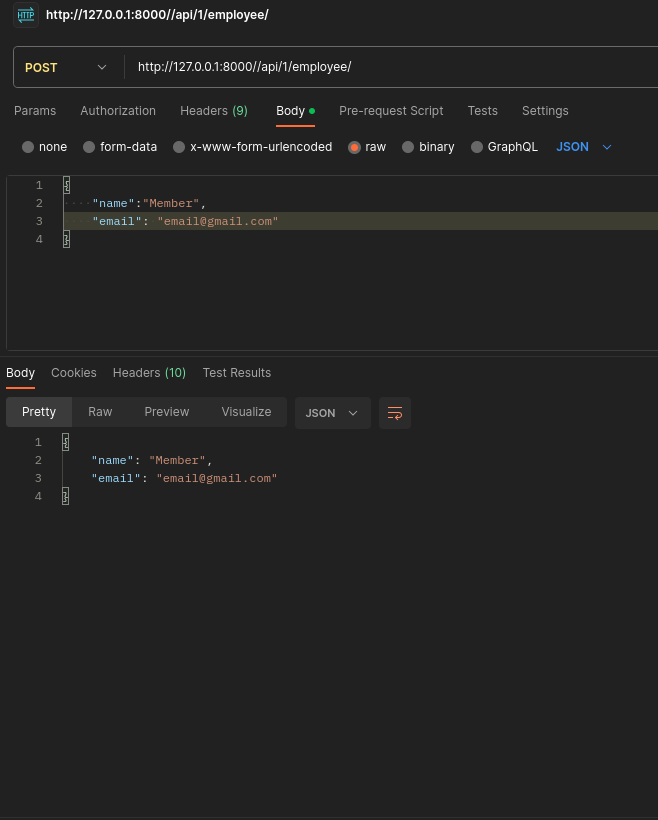 HTTP http://127.0.0.1:8000//api/1/employee/
POST http://127.0.0.1:8000//api/1/employee/
Params Authorization Headers (9) Body Pre-request Script Tests Settings
none form-data x-www-form-urlencoded raw binary GraphQL JSON
1 {
2 ····"name":"Member",
3 ····"email": "email@gmail.com"
4 }
Body Cookies Headers (10) Test Results
Pretty Raw Preview Visualize JSON
1 {
2 "name": "Member",
3 "email": "email@gmail.com"
4 }